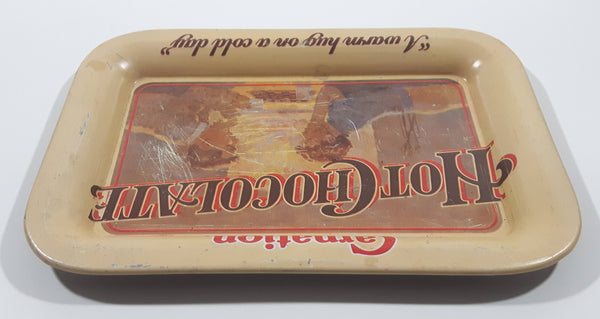 Carnation
HOT CHOCOLATE
"A warm hug on a cold day"